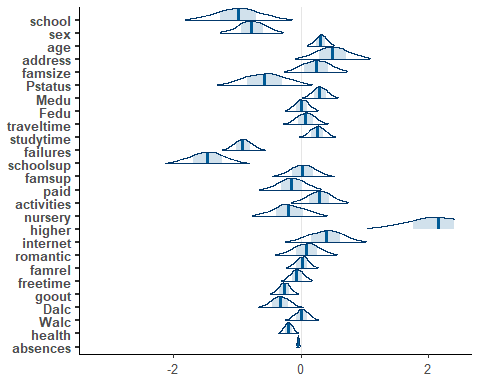 school
sex
age
address
famsize
Pstatus
Medu
Fedu
traveltime
studytime
failures
schoolsup
famsup
paid
activities
nursery
higher
internet
romantic
famrel
freetime
goout
Dalc
Walc
health
absences
-2 0 2